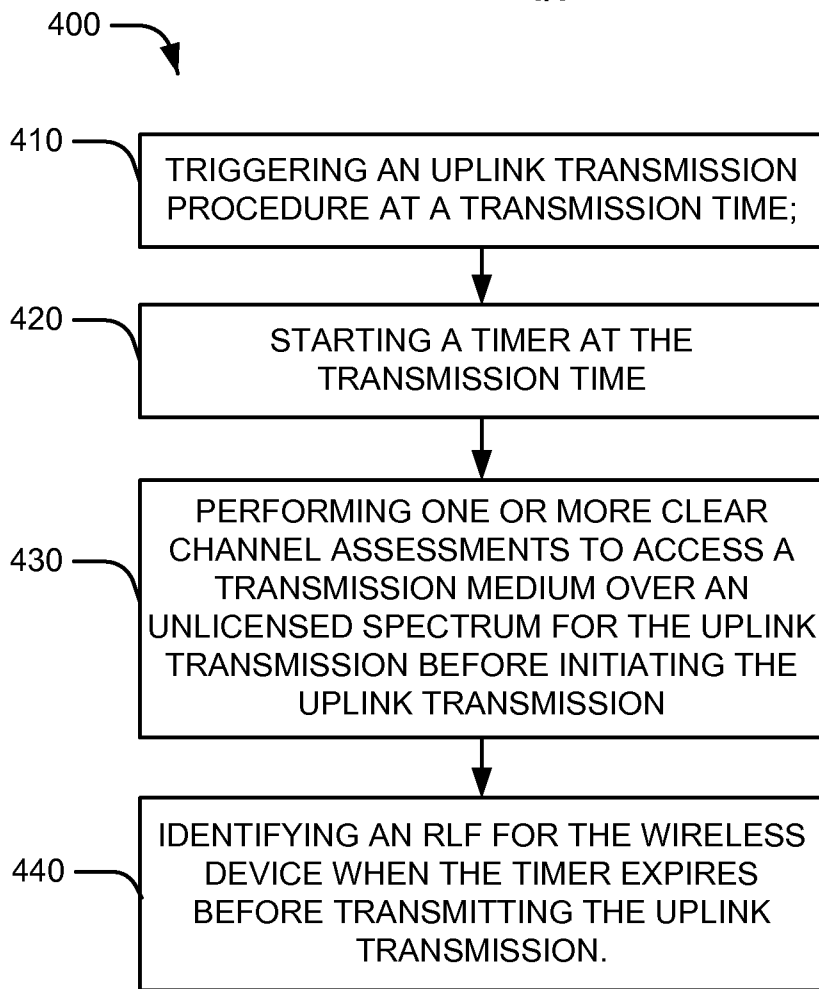 400
410
TRIGGERING AN UPLINK TRANSMISSION
PROCEDURE AT A TRANSMISSION TIME;
420
STARTING A TIMER AT THE
TRANSMISSION TIME
430
PERFORMING ONE OR MORE CLEAR
CHANNEL ASSESSMENTS TO ACCESS A
TRANSMISSION MEDIUM OVER AN
UNLICENSED SPECTRUM FOR THE UPLINK
TRANSMISSION BEFORE INITIATING THE
UPLINK TRANSMISSION
440
IDENTIFYING AN RLF FOR THE WIRELESS
DEVICE WHEN THE TIMER EXPIRES
BEFORE TRANSMITTING THE UPLINK
TRANSMISSION.